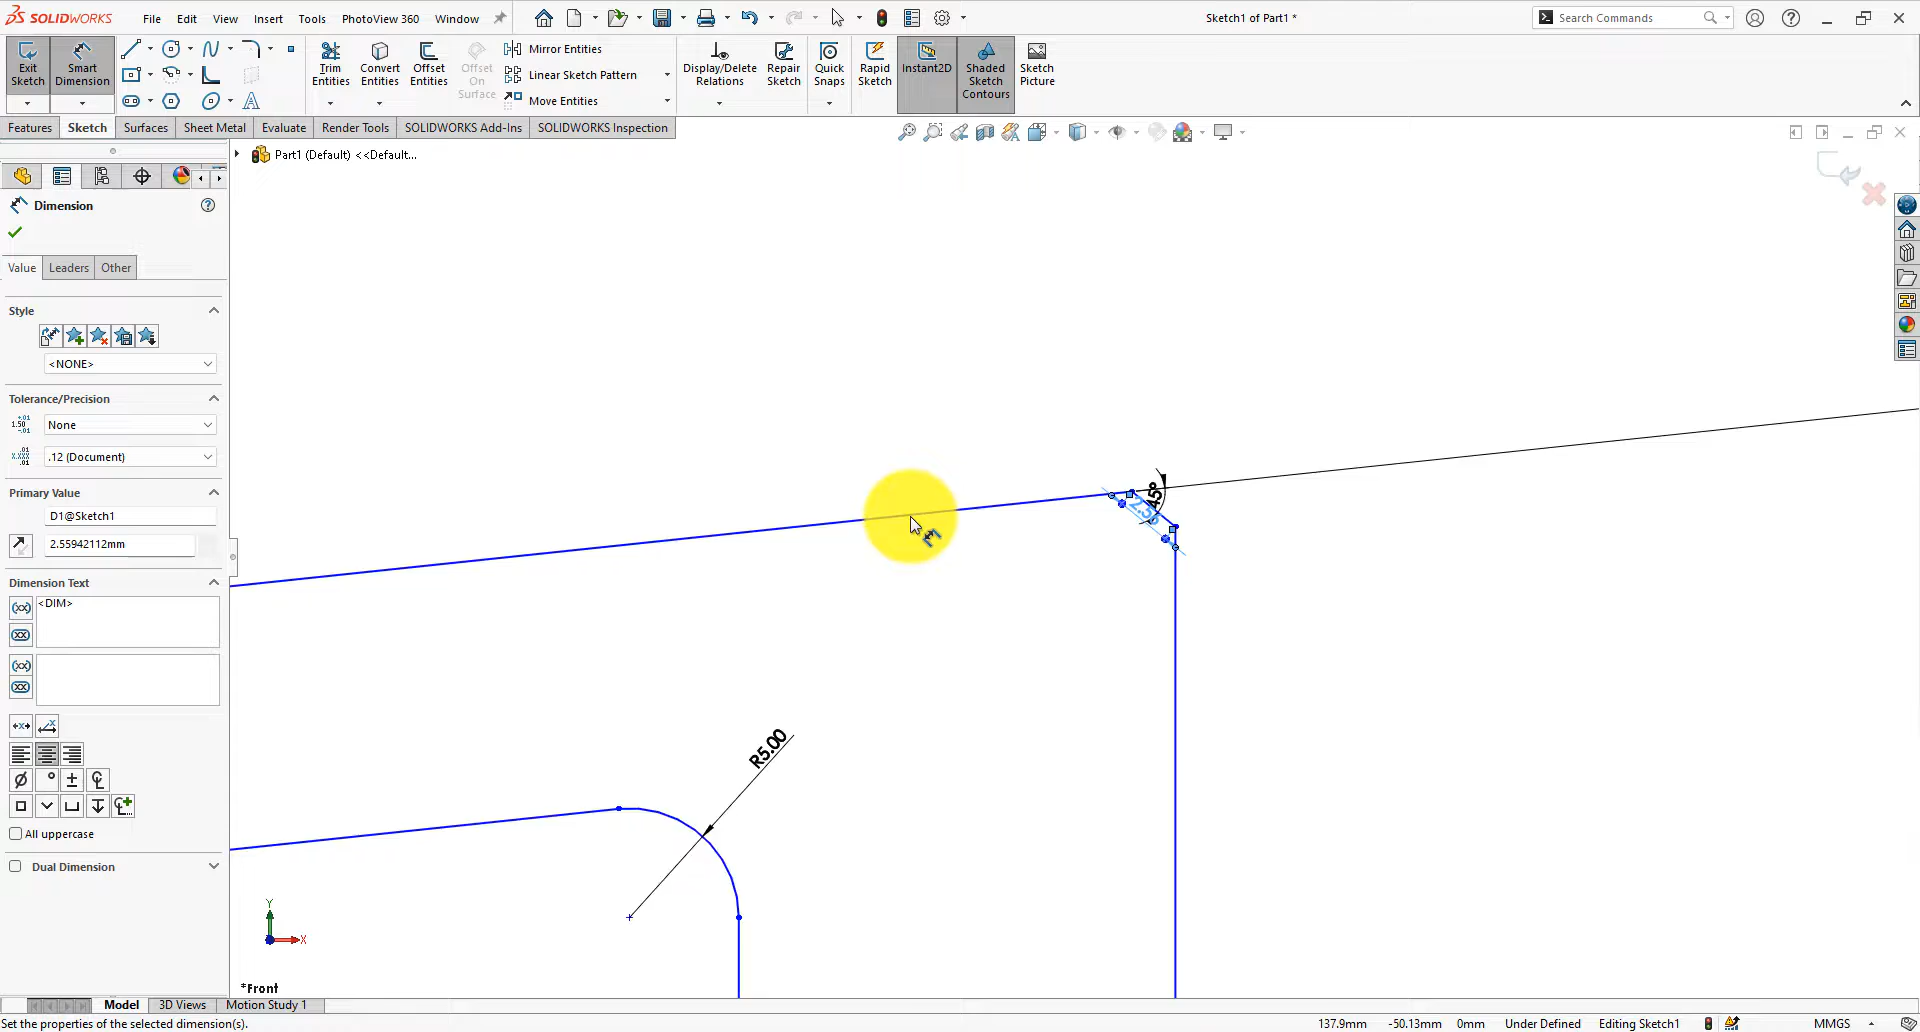 SOLIDWORKS
File Edit View Insert Tools PhotoView 360 Window
Sketch1 of Part1 *
Search Commands
Exit Sketch
Smart Dimension
Trim Entities
Convert Entities
Offset Entities
Offset On Surface
Mirror Entities
Linear Sketch Pattern
Move Entities
Display/Delete Relations
Repair Sketch
Quick Snaps
Rapid Sketch
Instant2D
Shaded Sketch Contours
Sketch Picture
Features Sketch Surfaces Sheet Metal Evaluate Render Tools SOLIDWORKS Add-Ins SOLIDWORKS Inspection
Part1 (Default) <<Default...
Dimension
Value Leaders Other
Style
<NONE>
Tolerance/Precision
None
.12 (Document)
Primary Value
D1@Sketch1
2.55942112mm
Dimension Text
<DIM>
All uppercase
Dual Dimension
45°
2.56
R5.00
Y
X
*Front
Model 3D Views Motion Study 1
Set the properties of the selected dimension(s).
137.9mm -50.13mm 0mm Under Defined Editing Sketch1 MMGS